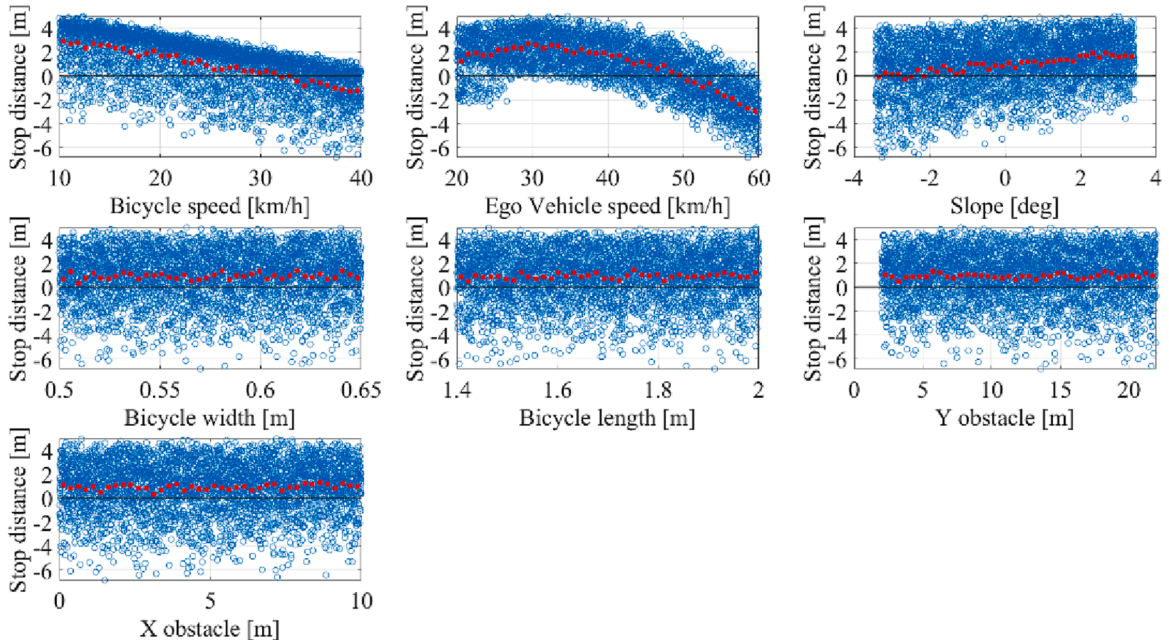 Stop distance [m]
4
2
0
-2
-4
-6
10 20 30 40
Bicycle speed [km/h]
Stop distance [m]
4
2
0
-2
-4
-6
20 30 40 50 60
Ego Vehicle speed [km/h]
Stop distance [m]
4
2
0
-2
-4
-6
-4 -2 0 2 4
Slope [deg]
Stop distance [m]
4
2
0
-2
-4
-6
0.5 0.55 0.6 0.65
Bicycle width [m]
Stop distance [m]
4
2
0
-2
-4
-6
1.4 1.6 1.8 2
Bicycle length [m]
Stop distance [m]
4
2
0
-2
-4
-6
0 5 10 15 20
Y obstacle [m]
Stop distance [m]
4
2
0
-2
-4
-6
0 5 10
X obstacle [m]